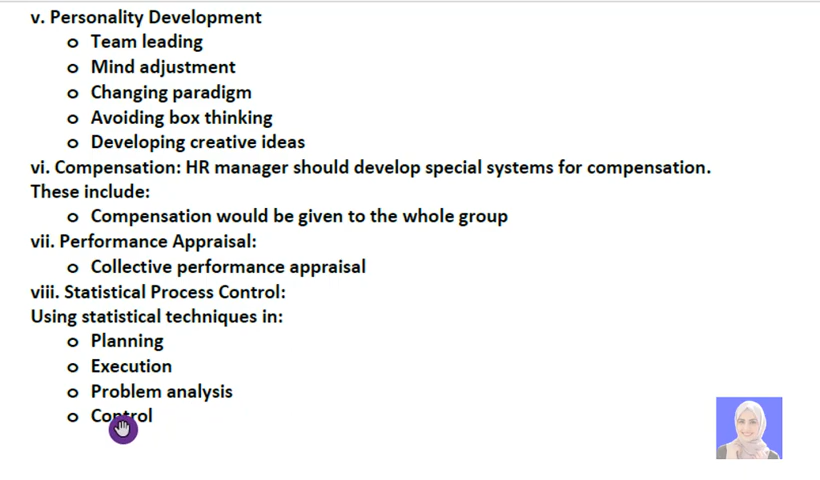 v. Personality Development
o Team leading
o Mind adjustment
o Changing paradigm
o Avoiding box thinking
o Developing creative ideas
vi. Compensation: HR manager should develop special systems for compensation.
These include:
o Compensation would be given to the whole group
vii. Performance Appraisal:
o Collective performance appraisal
viii. Statistical Process Control:
Using statistical techniques in:
o Planning
o Execution
o Problem analysis
o Control